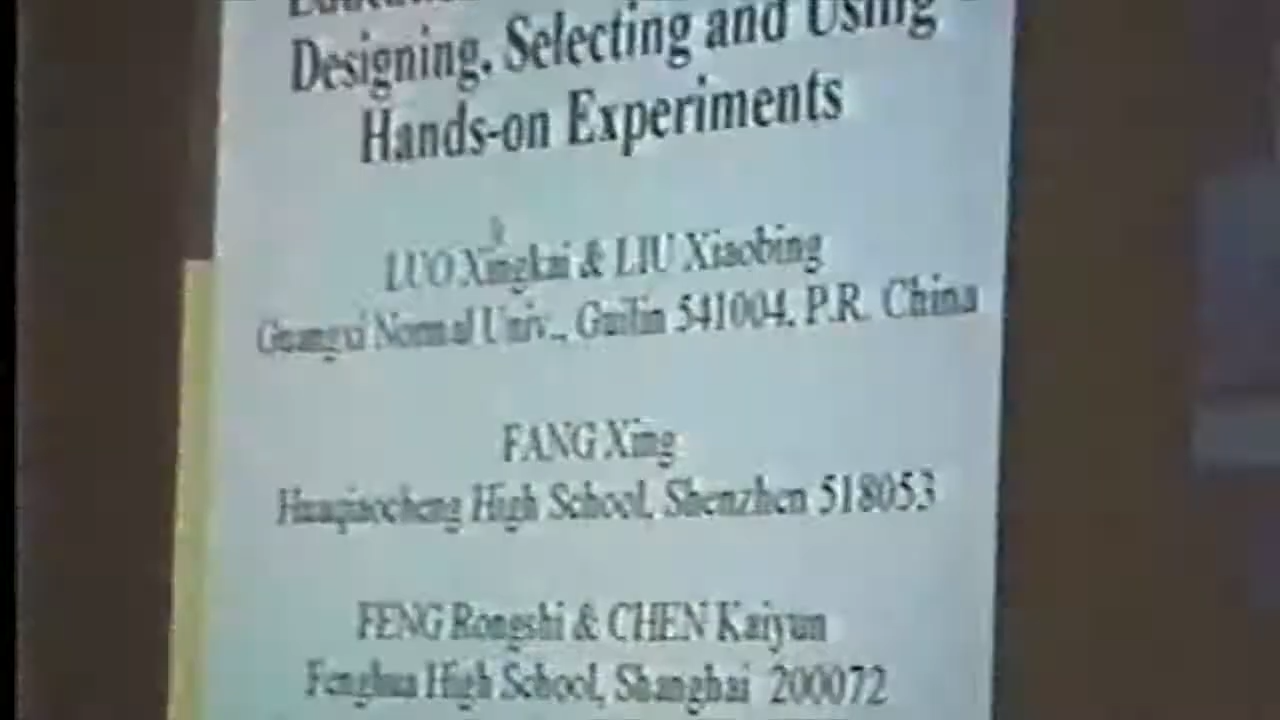 Designing, Selecting and Using
Hands-on Experiments
LUO Xingkai & LIU Xiaobing
Guangxi Normal Univ., Guilin 541004, P.R. China
FANG Xing
Huaqiaocheng High School, Shenzhen 518053
FENG Rongshi & CHEN Kaiyun
Fenghua High School, Shanghai 200072